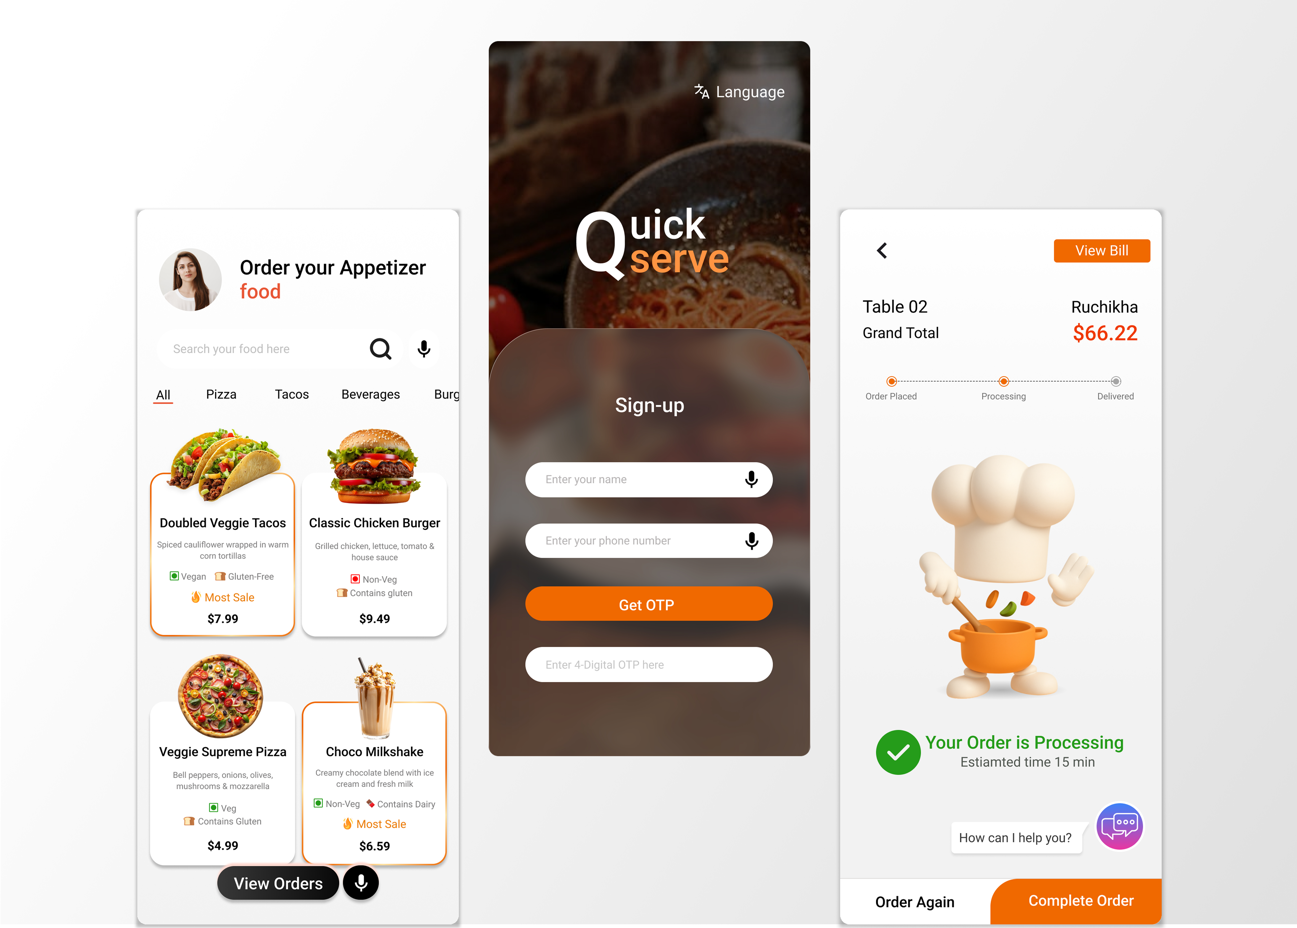 Order your Appetizer
food
Search your food here
All Pizza Tacos Beverages Burg
Doubled Veggie Tacos
Spiced cauliflower wrapped in warm
corn tortillas
Vegan Gluten-Free
Most Sale
$7.99
Classic Chicken Burger
Grilled chicken, lettuce, tomato &
house sauce
Non-Veg
Contains gluten
$9.49
Veggie Supreme Pizza
Bell peppers, onions, olives,
mushrooms & mozzarella
Veg
Contains Gluten
$4.99
Choco Milkshake
Creamy chocolate blend with ice
cream and fresh milk
Non-Veg Contains Dairy
Most Sale
$6.59
View Orders
Language
Quick
serve
Sign-up
Enter your name
Enter your phone number
Get OTP
Enter 4-Digital OTP here
View Bill
Table 02 Ruchikha
Grand Total $66.22
Order Placed Processing Delivered
Your Order is Processing
Estiamted time 15 min
How can I help you?
Order Again Complete Order